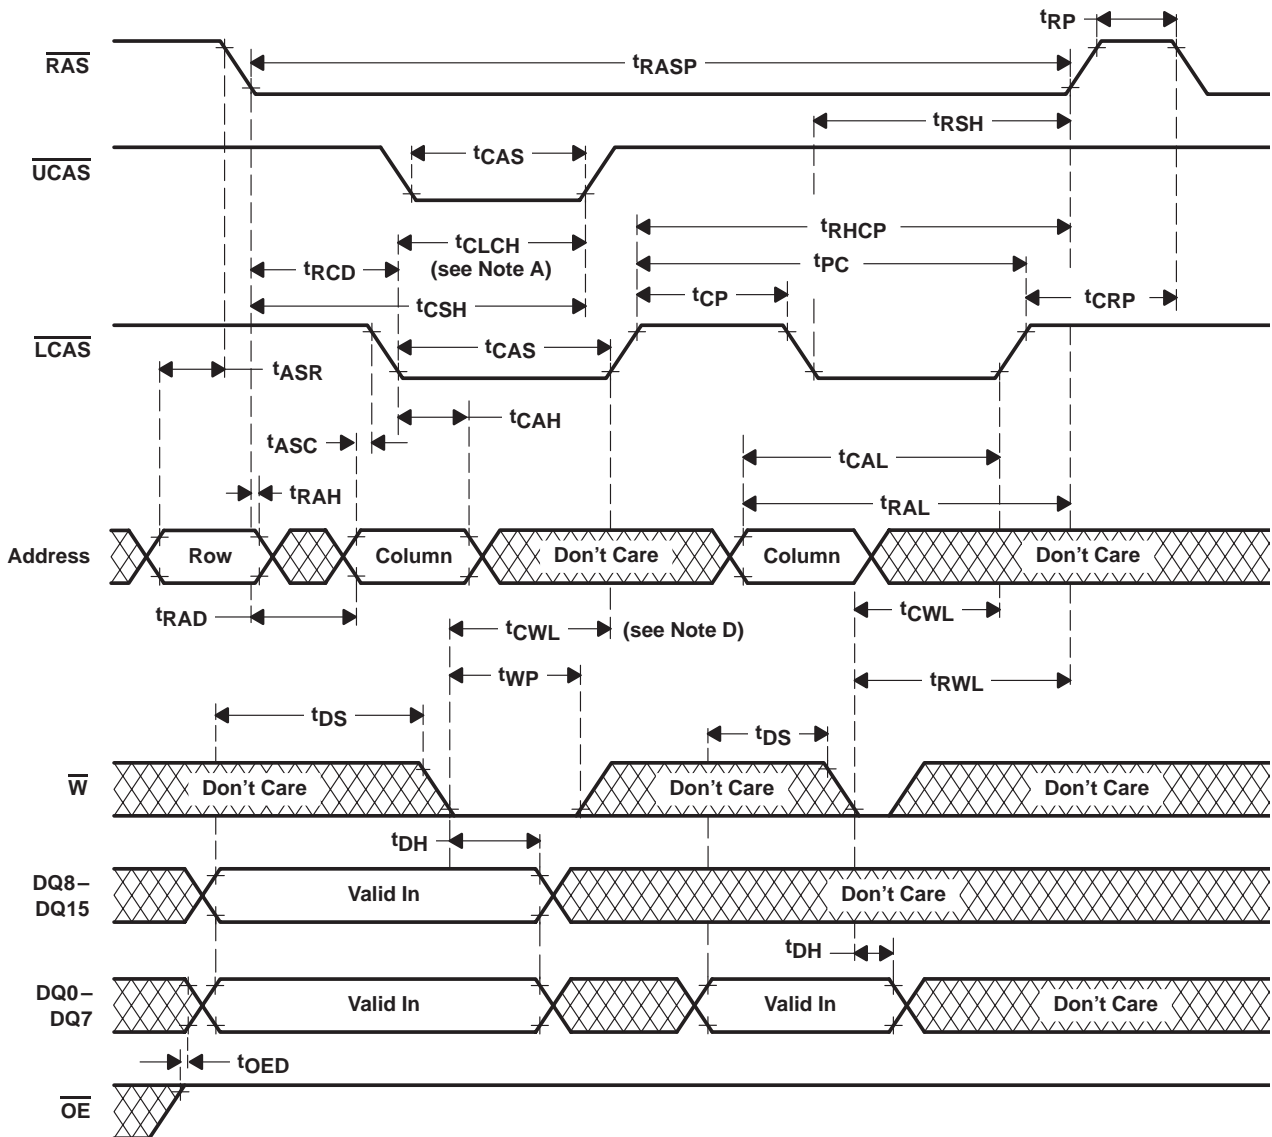 tRP
RAS
tRASP
tRSH
UCAS
tCAS
tRHCP
tCLCH
(see Note A)
tRCD
tPC
tCSH
tCP
tCRP
LCAS
tCAS
tASR
tCAH
tASC
tCAL
tRAH
tRAL
Address
Row
Column
Don't Care
Column
Don't Care
tRAD
tCWL
(see Note D)
tCWL
tWP
tRWL
tDS
tDS
W
Don't Care
Don't Care
Don't Care
tDH
DQ8–
DQ15
Valid In
Don't Care
tDH
DQ0–
DQ7
Valid In
Valid In
Don't Care
tOED
OE